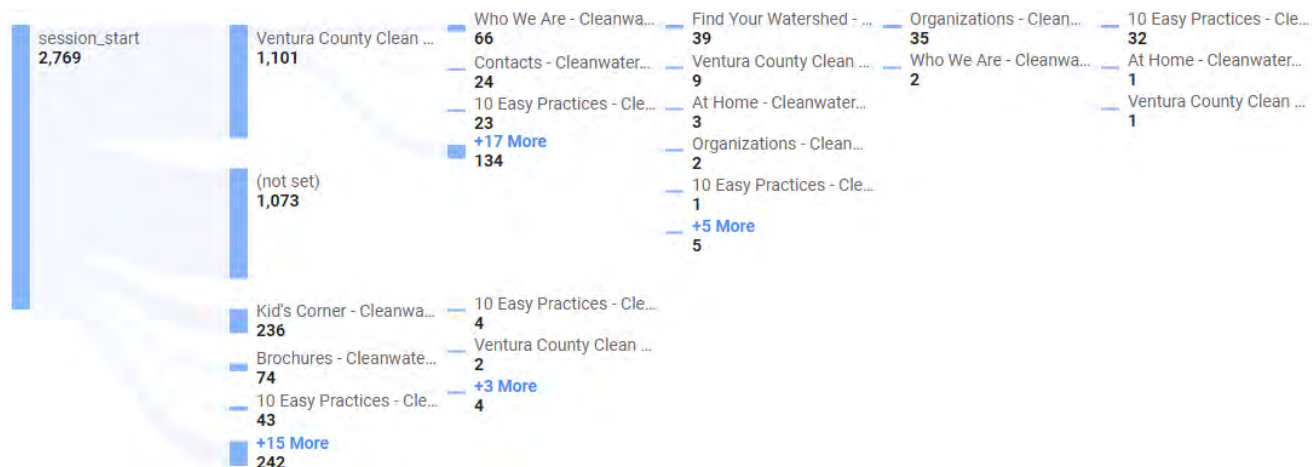 session_start
2,769
Ventura County Clean ...
1,101
(not set)
1,073
Kid's Corner - Cleanwa...
236
Brochures - Cleanwate...
74
10 Easy Practices - Cle...
43
+15 More
242
Who We Are - Cleanwa...
66
Contacts - Cleanwater...
24
10 Easy Practices - Cle...
23
+17 More
134
10 Easy Practices - Cle...
4
Ventura County Clean ...
2
+3 More
4
Find Your Watershed - ...
39
Ventura County Clean ...
9
At Home - Cleanwater...
3
Organizations - Clean...
2
10 Easy Practices - Cle...
1
+5 More
5
Organizations - Clean...
35
Who We Are - Cleanwa...
2
10 Easy Practices - Cle...
32
At Home - Cleanwater...
1
Ventura County Clean ...
1